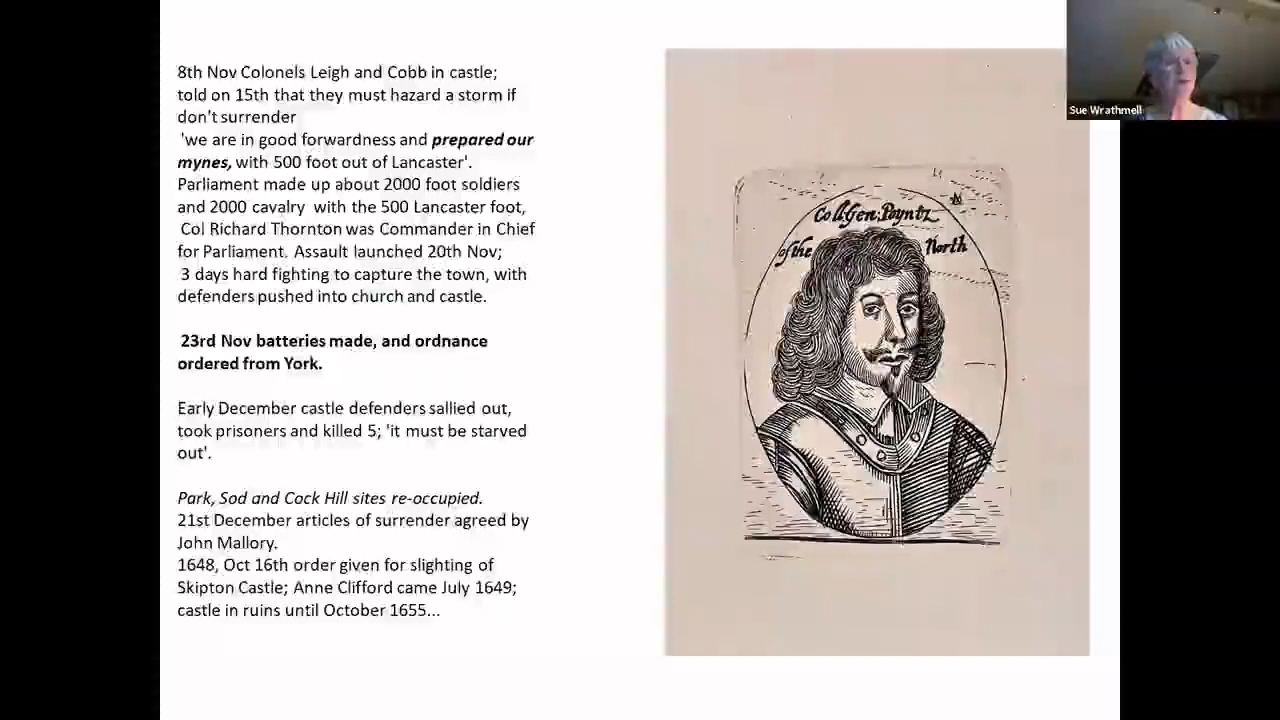 8th Nov Colonels Leigh and Cobb in castle;
told on 15th that they must hazard a storm if
don't surrender
'we are in good forwardness and prepared our
mynes, with 500 foot out of Lancaster'.
Parliament made up about 2000 foot soldiers
and 2000 cavalry with the 500 Lancaster foot,
Col Richard Thornton was Commander in Chief
for Parliament. Assault launched 20th Nov;
3 days hard fighting to capture the town, with
defenders pushed into church and castle.
23rd Nov batteries made, and ordnance
ordered from York.
Early December castle defenders sallied out,
took prisoners and killed 5; 'it must be starved
out'.
Park, Sod and Cock Hill sites re-occupied.
21st December articles of surrender agreed by
John Mallory.
1648, Oct 16th order given for slighting of
Skipton Castle; Anne Clifford came July 1649;
castle in ruins until October 1655...
Coll.Gen: Poyntz
of the North
Sue Wrathmell